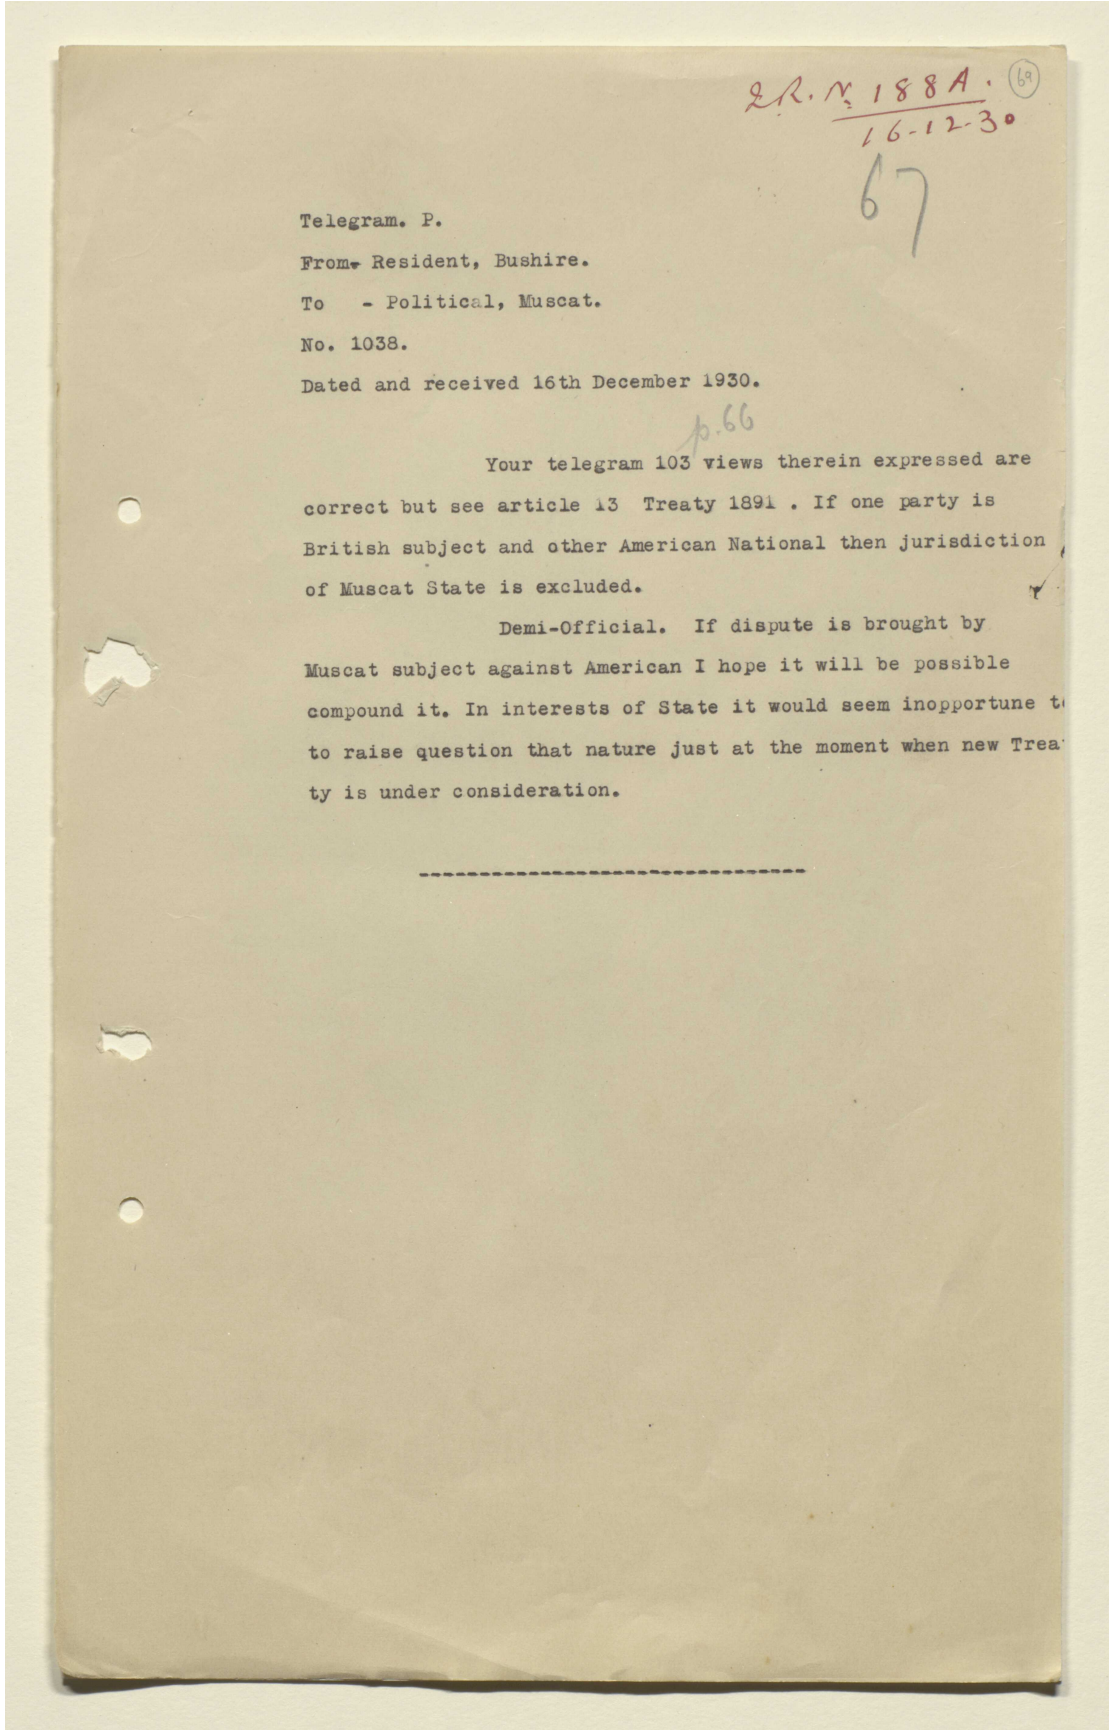 R. No. 188A.
69
16-12-30
67
Telegram. P.
From- Resident, Bushire.
To - Political, Muscat.
No. 1038.
Dated and received 16th December 1930.
p.66
Your telegram 103 views therein expressed are
correct but see article 13 Treaty 1891 . If one party is
British subject and other American National then jurisdiction
of Muscat State is excluded.
Demi-Official. If dispute is brought by
Muscat subject against American I hope it will be possible
compound it. In interests of State it would seem inopportune to
to raise question that nature just at the moment when new Trea-
ty is under consideration.
--------------------------------